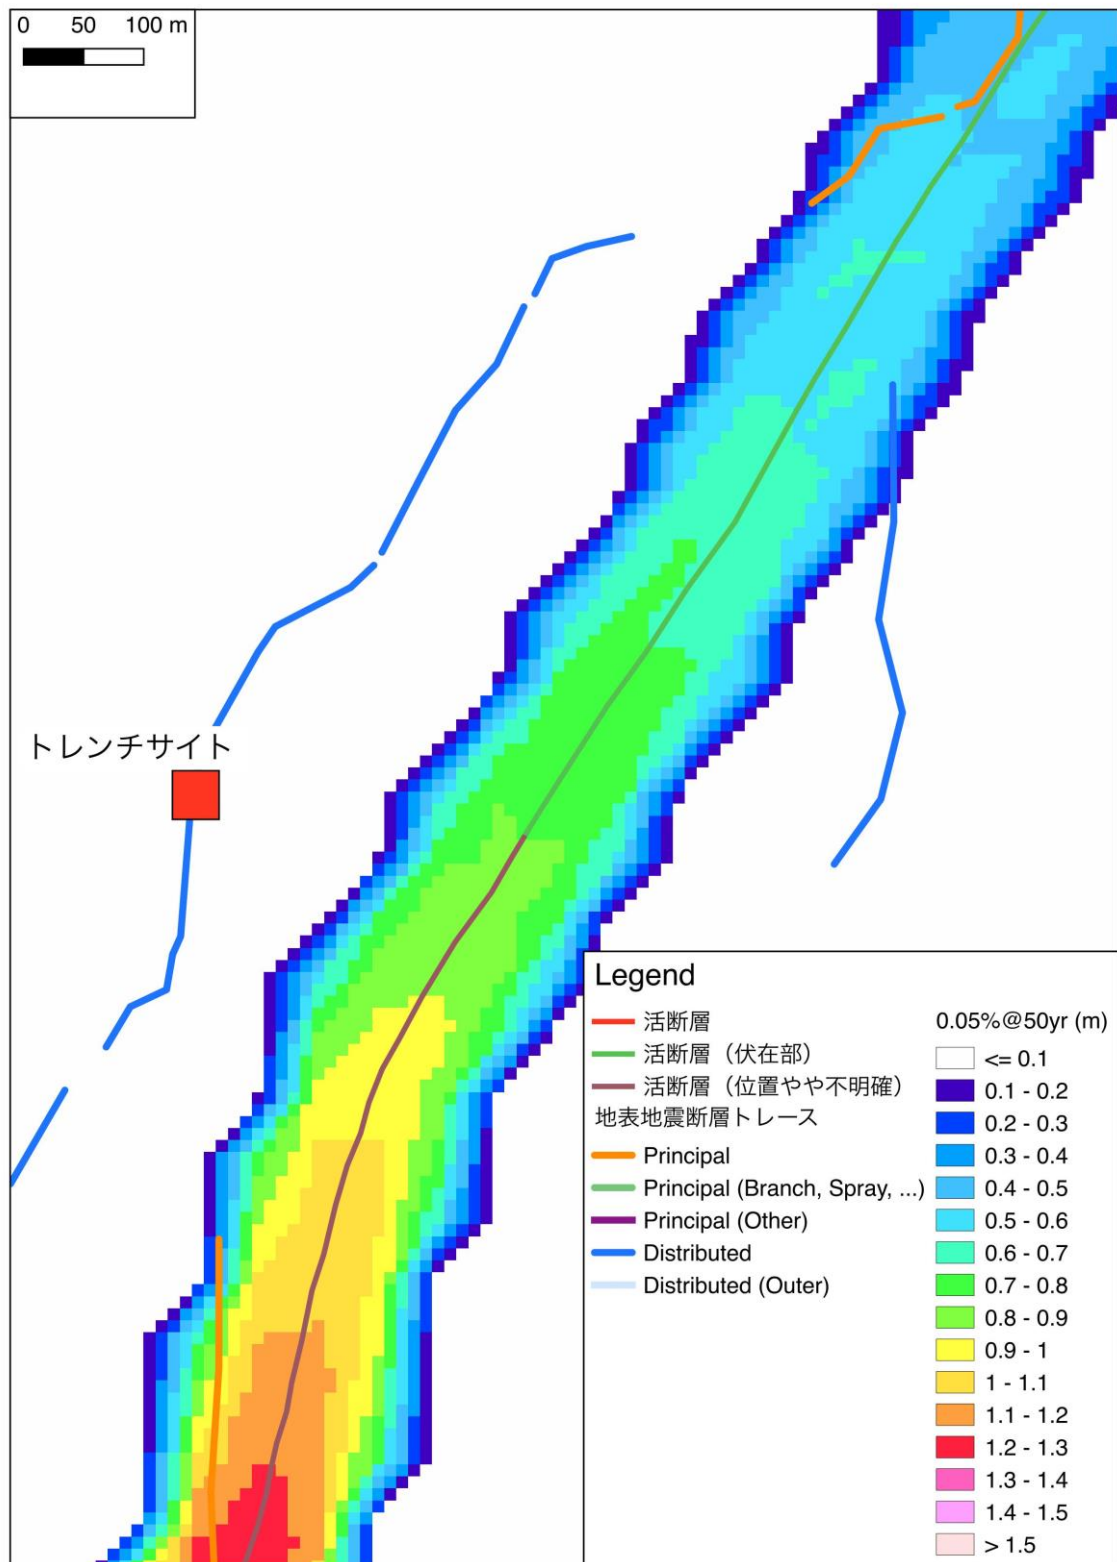 0 50 100 m
トレンチサイト
Legend
活断層
活断層（伏在部）
活断層（位置やや不明確）
地表地震断層トレース
Principal
Principal (Branch, Spray, ...)
Principal (Other)
Distributed
Distributed (Outer)
0.05%@50yr (m)
<= 0.1
0.1 - 0.2
0.2 - 0.3
0.3 - 0.4
0.4 - 0.5
0.5 - 0.6
0.6 - 0.7
0.7 - 0.8
0.8 - 0.9
0.9 - 1
1 - 1.1
1.1 - 1.2
1.2 - 1.3
1.3 - 1.4
1.4 - 1.5
> 1.5